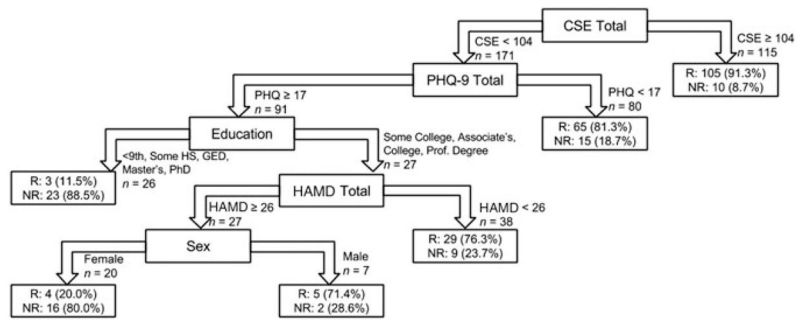 CSE Total
CSE < 104
n = 171
CSE ≥ 104
n = 115
R: 105 (91.3%)
NR: 10 (8.7%)
PHQ-9 Total
PHQ ≥ 17
n = 91
PHQ < 17
n = 80
R: 65 (81.3%)
NR: 15 (18.7%)
Education
<9th, Some HS, GED,
Master's, PhD
n = 26
Some College, Associate's,
College, Prof. Degree
n = 27
R: 3 (11.5%)
NR: 23 (88.5%)
HAMD Total
HAMD ≥ 26
n = 27
HAMD < 26
n = 38
R: 29 (76.3%)
NR: 9 (23.7%)
Sex
Female
n = 20
Male
n = 7
R: 4 (20.0%)
NR: 16 (80.0%)
R: 5 (71.4%)
NR: 2 (28.6%)